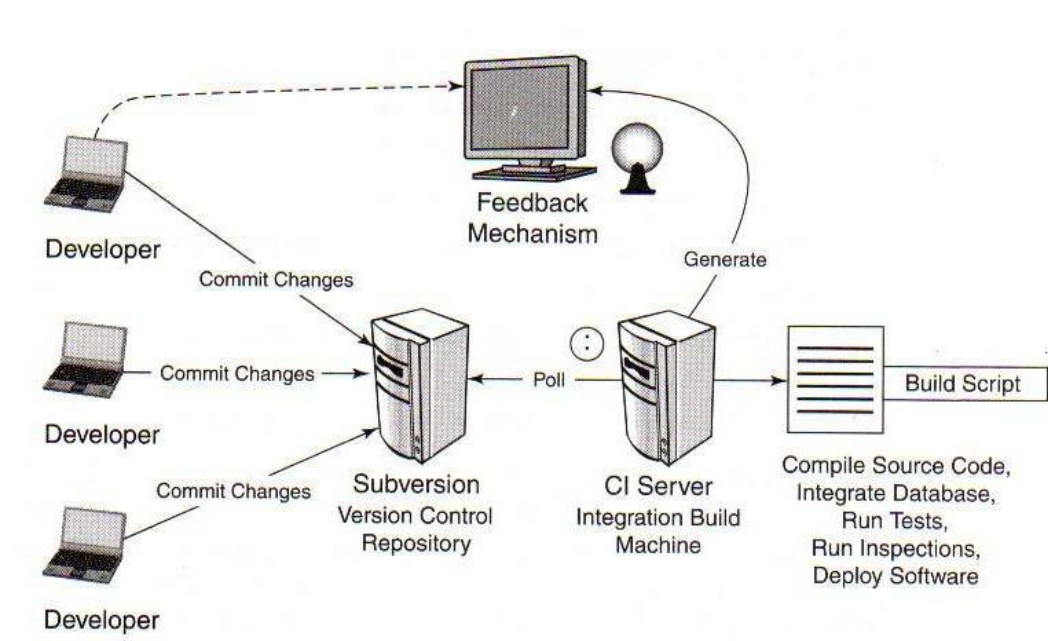 Feedback
Mechanism
Developer
Commit Changes
Generate
Developer
Commit Changes
Poll
Build Script
Developer
Commit Changes
Subversion
Version Control
Repository
CI Server
Integration Build
Machine
Compile Source Code,
Integrate Database,
Run Tests,
Run Inspections,
Deploy Software